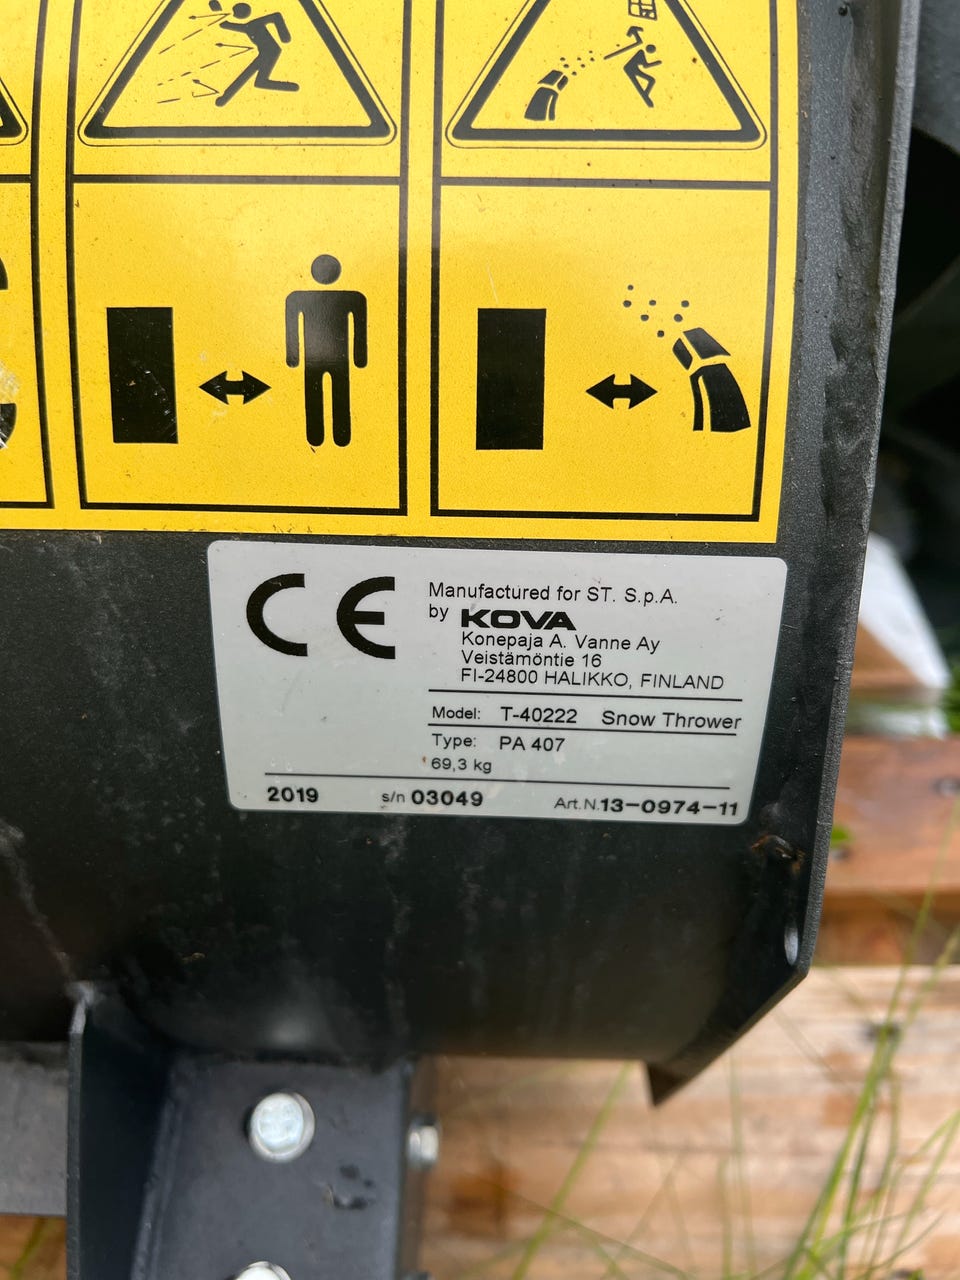 CE
Manufactured for ST. S.p.A.
by KOVA
Konepaja A. Vanne Ay
Veistämöntie 16
FI-24800 HALIKKO, FINLAND
Model: T-40222 Snow Thrower
Type: PA 407
69,3 kg
2019 s/n 03049 Art.N.13-0974-11